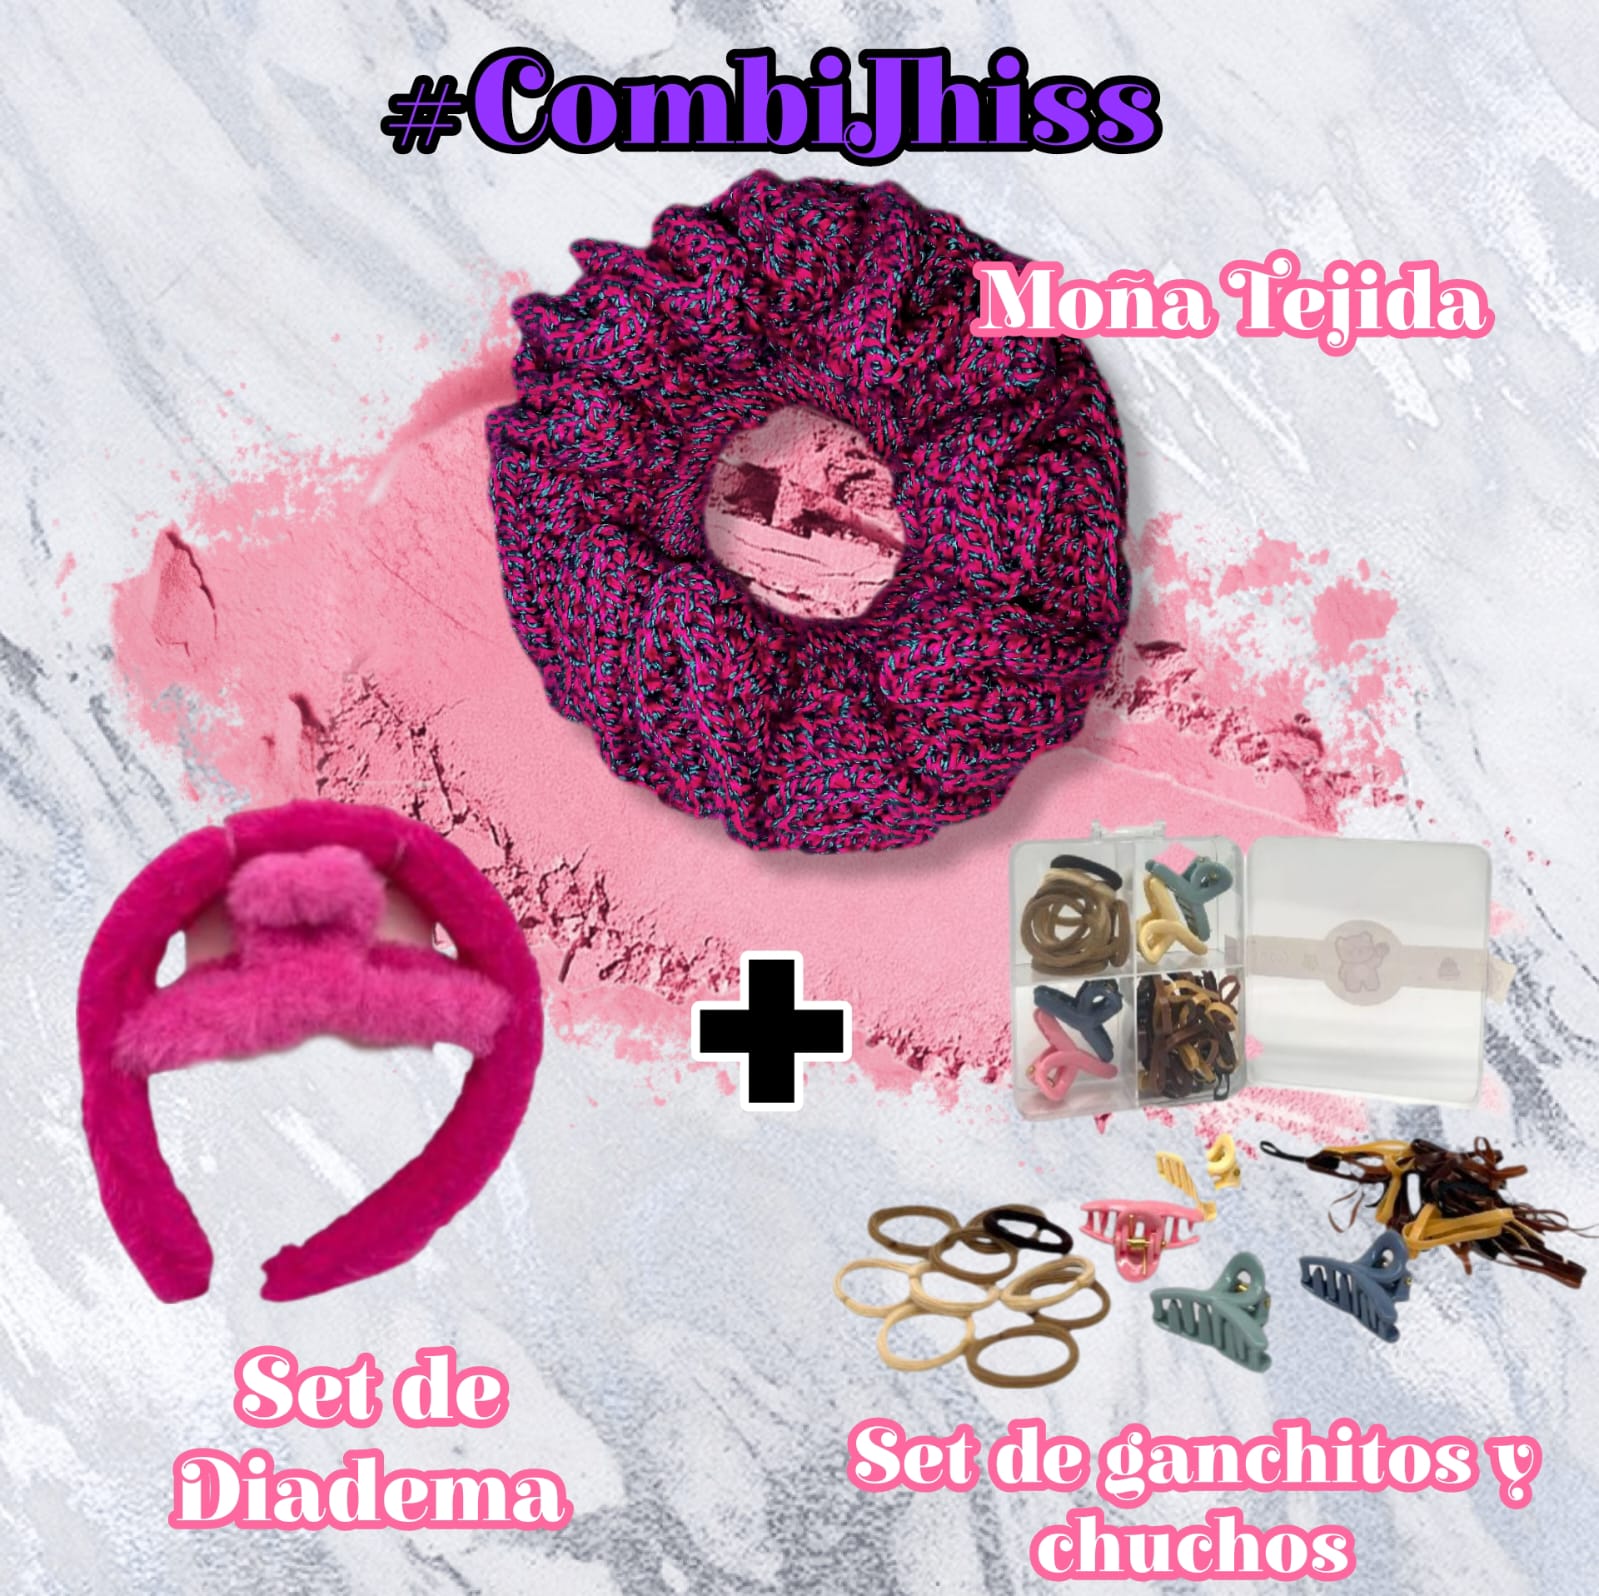 #CombiJhiss
Moña Tejida
Set de
Diadema
Set de ganchitos y
chuchos